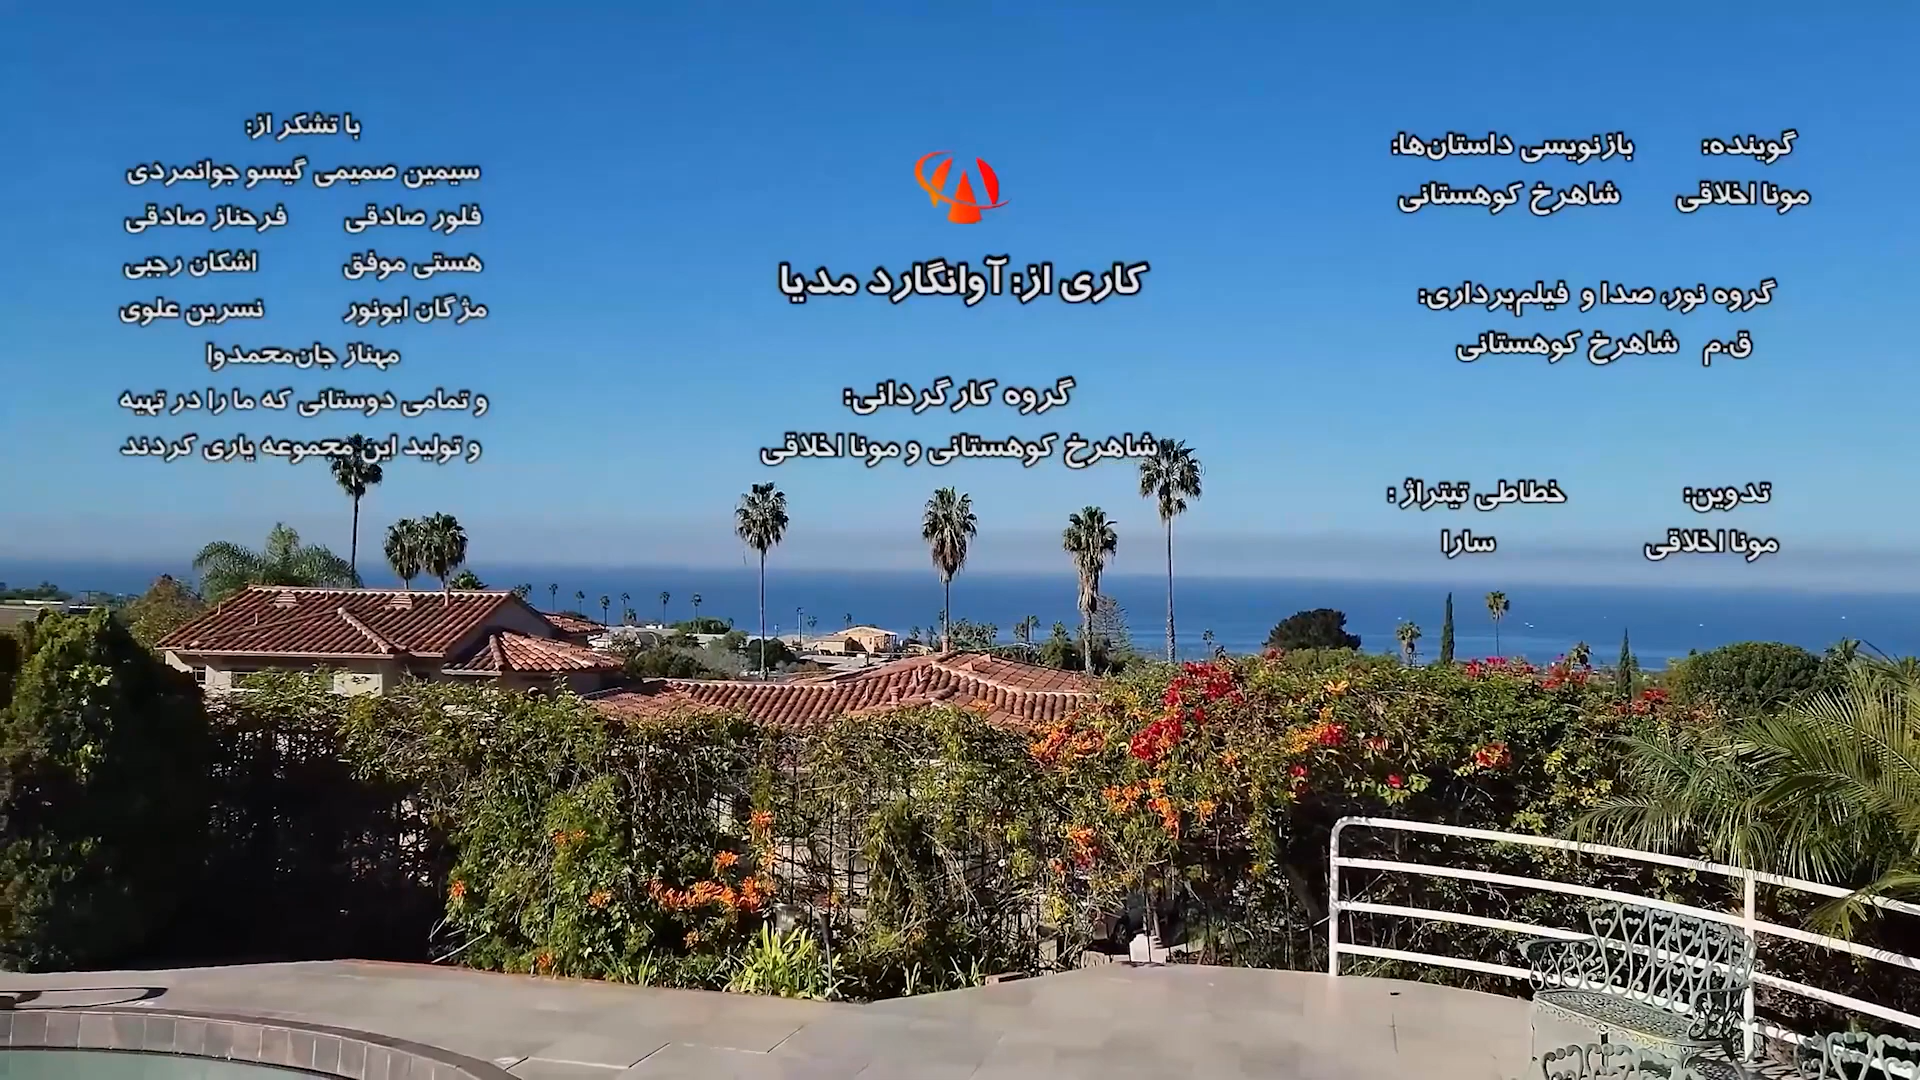 گوینده: بازنویسی داستان‌ها:
مونا اخلاقی شاهرخ کوهستانی
گروه نور، صدا و فیلم‌برداری:
ق.م شاهرخ کوهستانی
تدوین: خطاطی تیتراژ:
مونا اخلاقی سارا
کاری از: آوانگارد مدیا
گروه کارگردانی:
شاهرخ کوهستانی و مونا اخلاقی
با تشکر از:
سیمین صمیمی گیسو جوانمردی
فلور صادقی فرحناز صادقی
هستی موفق اشکان رجبی
مژگان ابونور نسرین علوی
مهناز جان‌محمدوا
و تمامی دوستانی که ما را در تهیه
و تولید این مجموعه یاری کردند